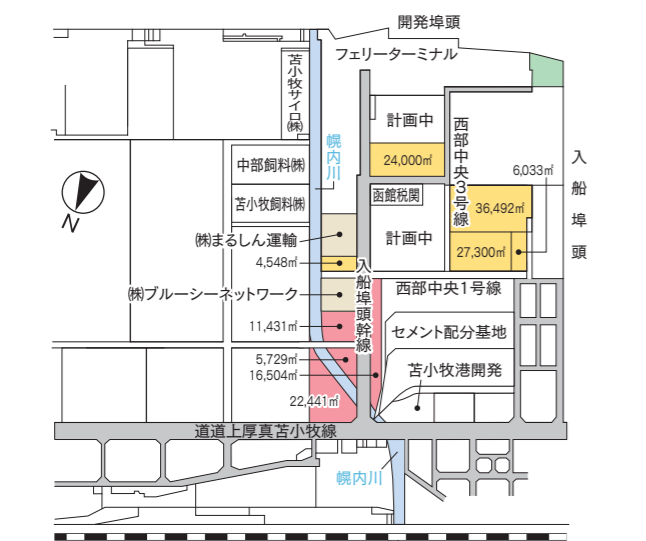 開発埠頭
フェリーターミナル
苫小牧サイロ㈱
計画中
西部中央3号線
幌内川
24,000㎡
6,033㎡
入船埠頭
中部飼料㈱
苫小牧飼料㈱
函館税関
36,492㎡
計画中
㈱まるしん運輸
27,300㎡
4,548㎡
入船埠頭幹線
西部中央1号線
㈱ブルーシーネットワーク
11,431㎡
セメント配分基地
5,729㎡
16,504㎡
苫小牧港開発
22,441㎡
道道上厚真苫小牧線
幌内川
N